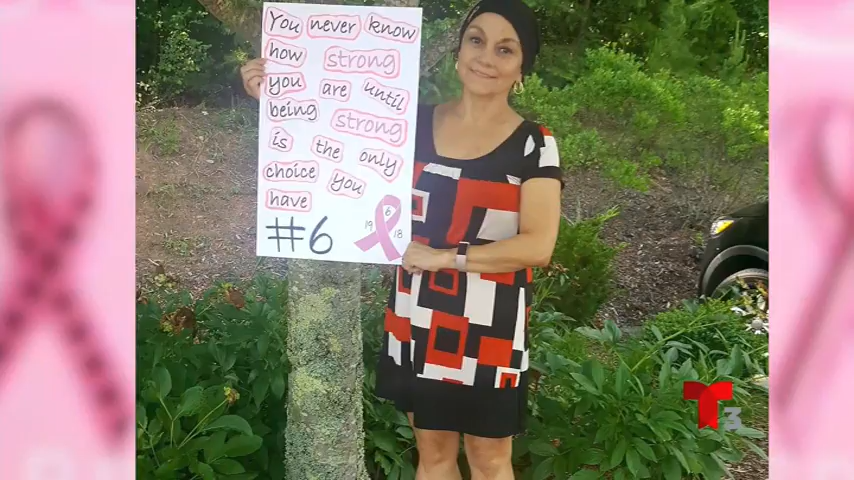 You never know
how strong
you are until
being strong
is the only
choice you
have
#6
6
19 18
T3